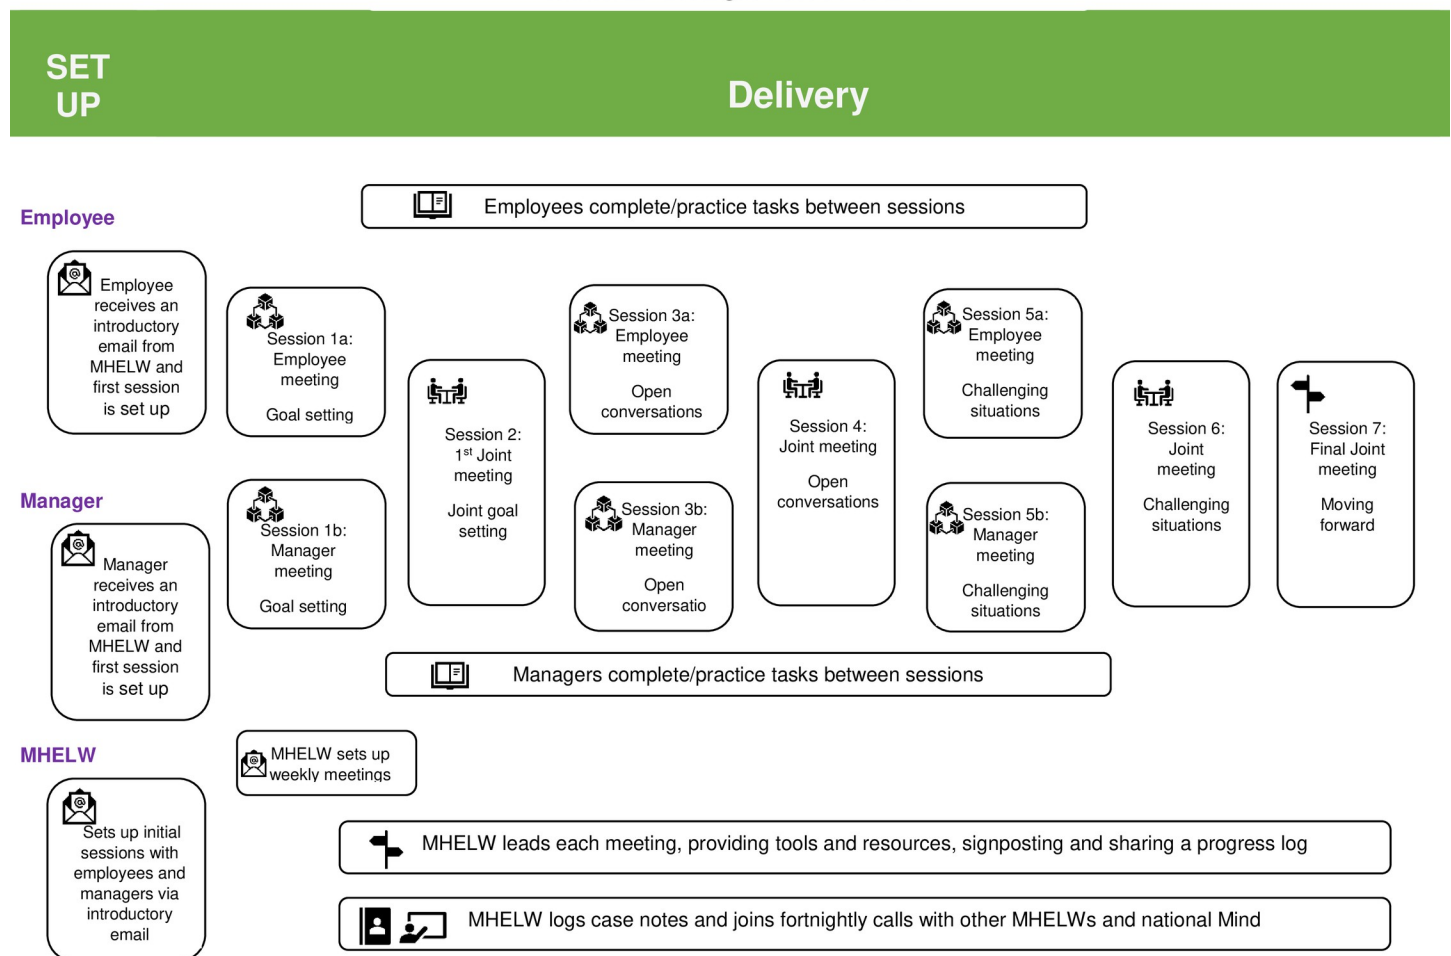 SET
UP
Delivery
Employee
Employees complete/practice tasks between sessions
Employee
receives an
introductory
email from
MHELW and
first session
is set up
Session 1a:
Employee
meeting
Goal setting
Session 2:
1st Joint
meeting
Joint goal
setting
Session 3a:
Employee
meeting
Open
conversations
Session 4:
Joint meeting
Open
conversations
Session 5a:
Employee
meeting
Challenging
situations
Session 6:
Joint
meeting
Challenging
situations
Session 7:
Final Joint
meeting
Moving
forward
Manager
Manager
receives an
introductory
email from
MHELW and
first session
is set up
Session 1b:
Manager
meeting
Goal setting
Session 3b:
Manager
meeting
Open
conversatio
Session 5b:
Manager
meeting
Challenging
situations
Managers complete/practice tasks between sessions
MHELW
Sets up initial
sessions with
employees and
managers via
introductory
email
MHELW sets up
weekly meetings
MHELW leads each meeting, providing tools and resources, signposting and sharing a progress log
MHELW logs case notes and joins fortnightly calls with other MHELWs and national Mind